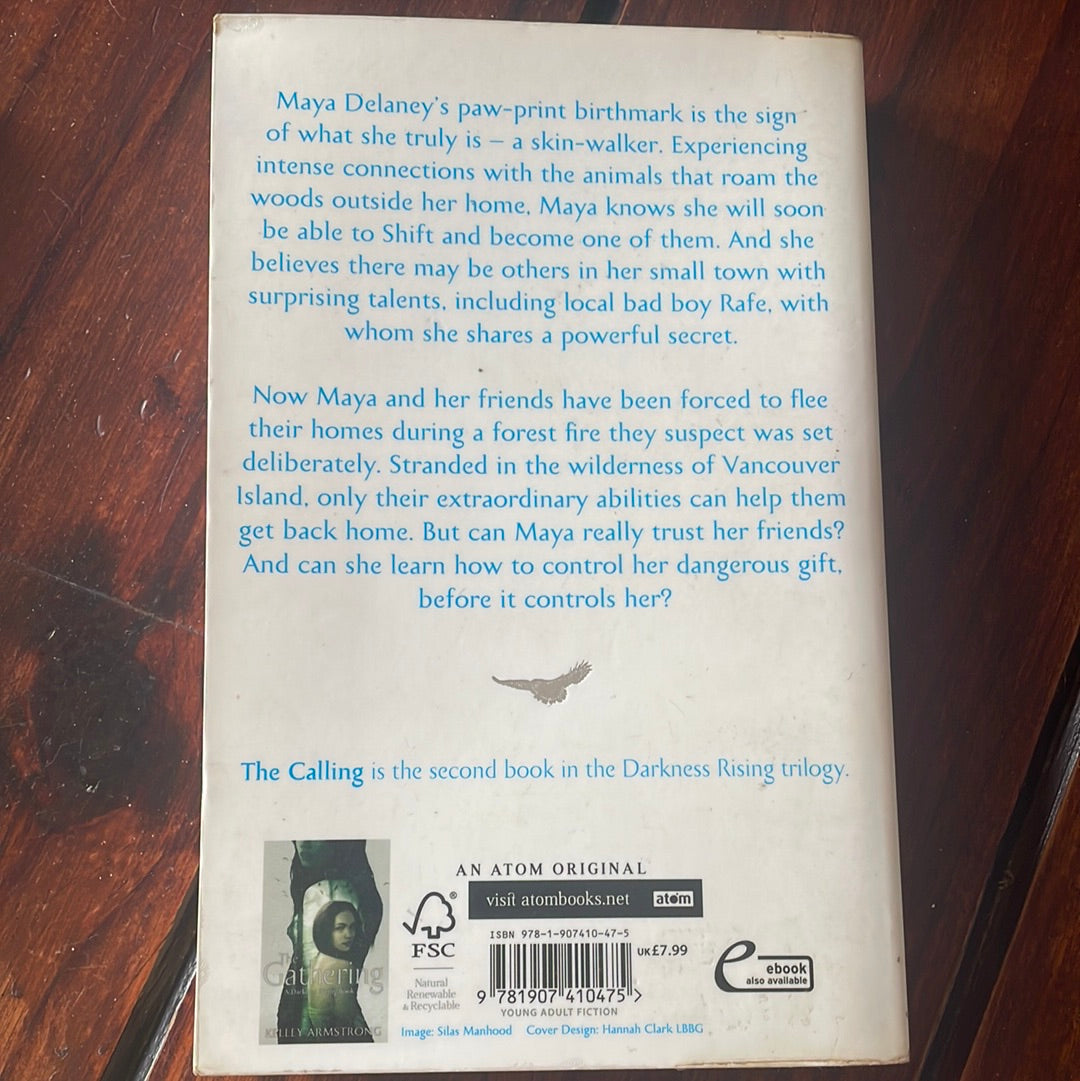 Maya Delaney's paw-print birthmark is the sign
of what she truly is – a skin-walker. Experiencing
intense connections with the animals that roam the
woods outside her home, Maya knows she will soon
be able to Shift and become one of them. And she
believes there may be others in her small town with
surprising talents, including local bad boy Rafe, with
whom she shares a powerful secret.
Now Maya and her friends have been forced to flee
their homes during a forest fire they suspect was set
deliberately. Stranded in the wilderness of Vancouver
Island, only their extraordinary abilities can help them
get back home. But can Maya really trust her friends?
And can she learn how to control her dangerous gift,
before it controls her?
The Calling is the second book in the Darkness Rising trilogy.
The
Gathering
KELLEY ARMSTRONG
®
FSC
Natural
Renewable
& Recyclable
AN ATOM ORIGINAL
visit atombooks.net atom
ISBN 978-1-907410-47-5
UK£7.99
9 781907 410475 >
YOUNG ADULT FICTION
Image: Silas Manhood Cover Design: Hannah Clark LBBG
e
ebook
also available